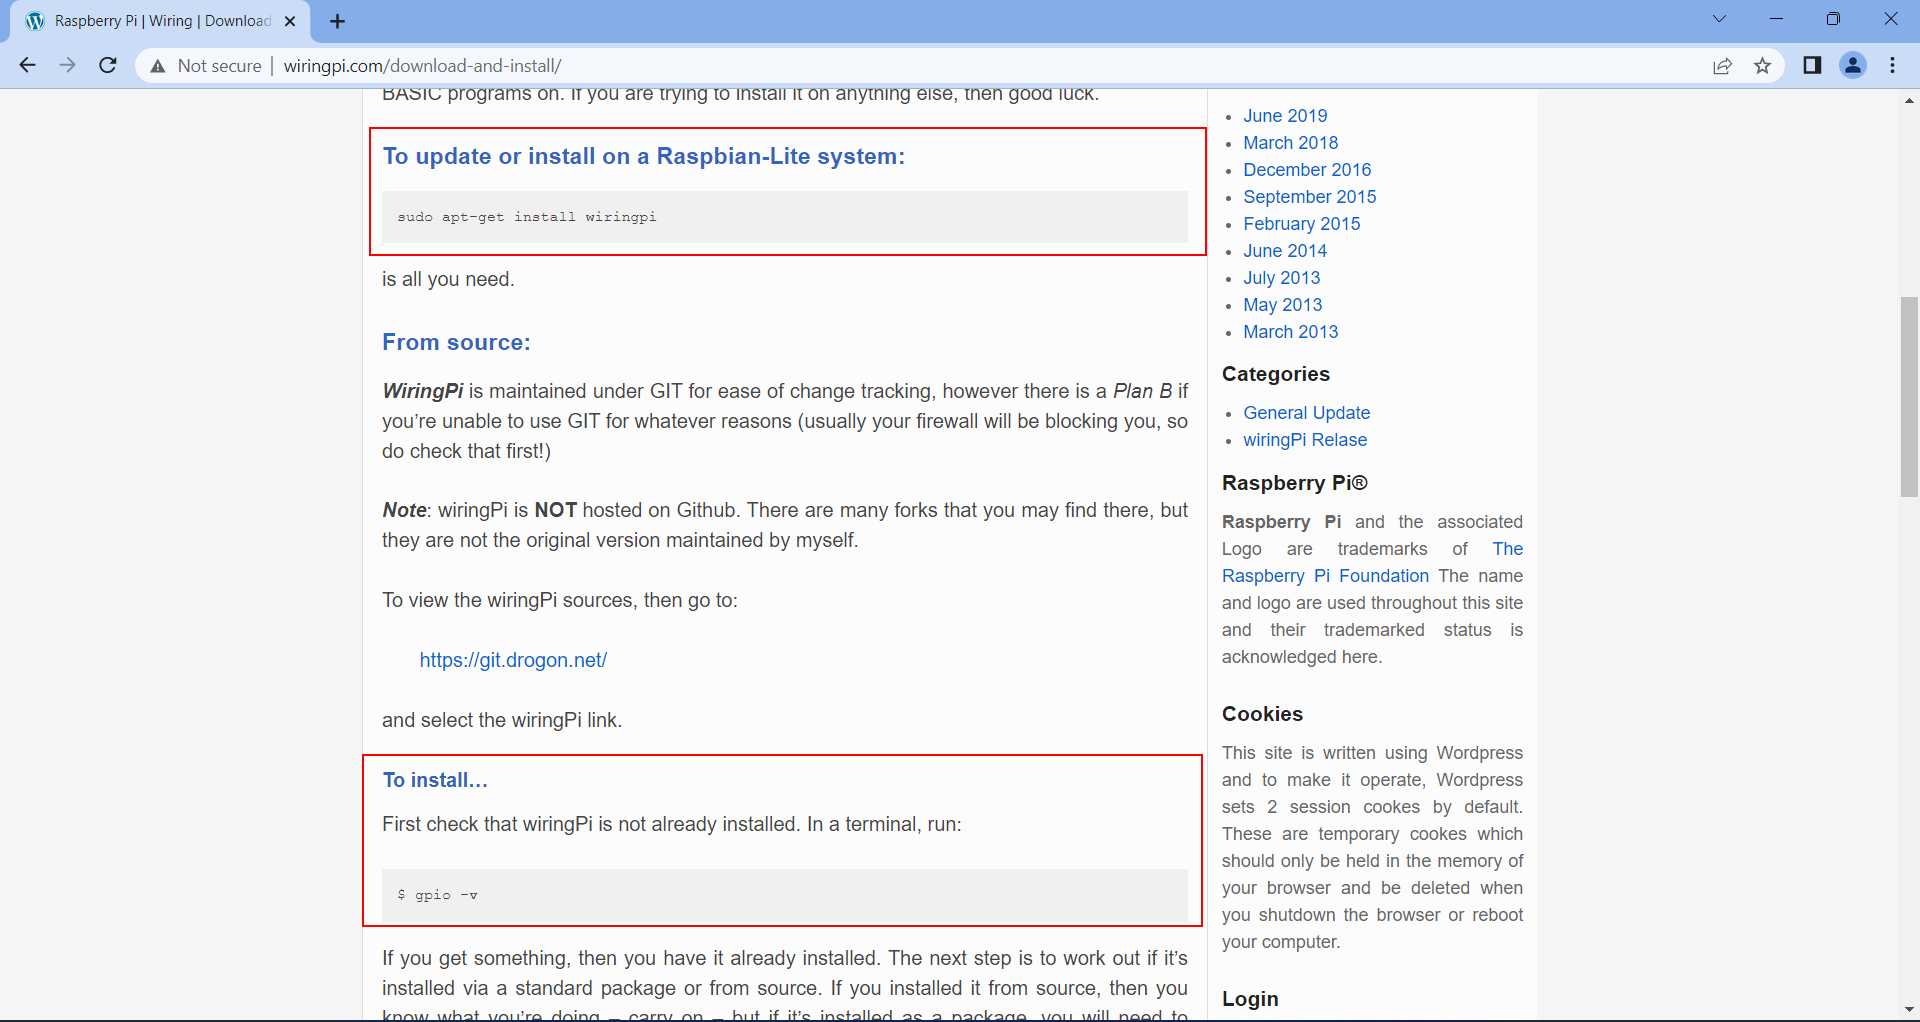 Raspberry Pi | Wiring | Download
Not secure
wiringpi.com/download-and-install/
BASIC programs on. If you are trying to install it on anything else, then good luck.
To update or install on a Raspbian-Lite system:
sudo apt-get install wiringpi
is all you need.
From source:
WiringPi is maintained under GIT for ease of change tracking, however there is a Plan B if
you’re unable to use GIT for whatever reasons (usually your firewall will be blocking you, so
do check that first!)
Note: wiringPi is NOT hosted on Github. There are many forks that you may find there, but
they are not the original version maintained by myself.
To view the wiringPi sources, then go to:
https://git.drogon.net/
and select the wiringPi link.
To install…
First check that wiringPi is not already installed. In a terminal, run:
$ gpio -v
If you get something, then you have it already installed. The next step is to work out if it’s
installed via a standard package or from source. If you installed it from source, then you
know what you’re doing – carry on – but if it’s installed as a package, you will need to
June 2019
March 2018
December 2016
September 2015
February 2015
June 2014
July 2013
May 2013
March 2013
Categories
General Update
wiringPi Relase
Raspberry Pi®
Raspberry Pi and the associated
Logo are trademarks of The
Raspberry Pi Foundation The name
and logo are used throughout this site
and their trademarked status is
acknowledged here.
Cookies
This site is written using Wordpress
and to make it operate, Wordpress
sets 2 session cookes by default.
These are temporary cookes which
should only be held in the memory of
your browser and be deleted when
you shutdown the browser or reboot
your computer.
Login